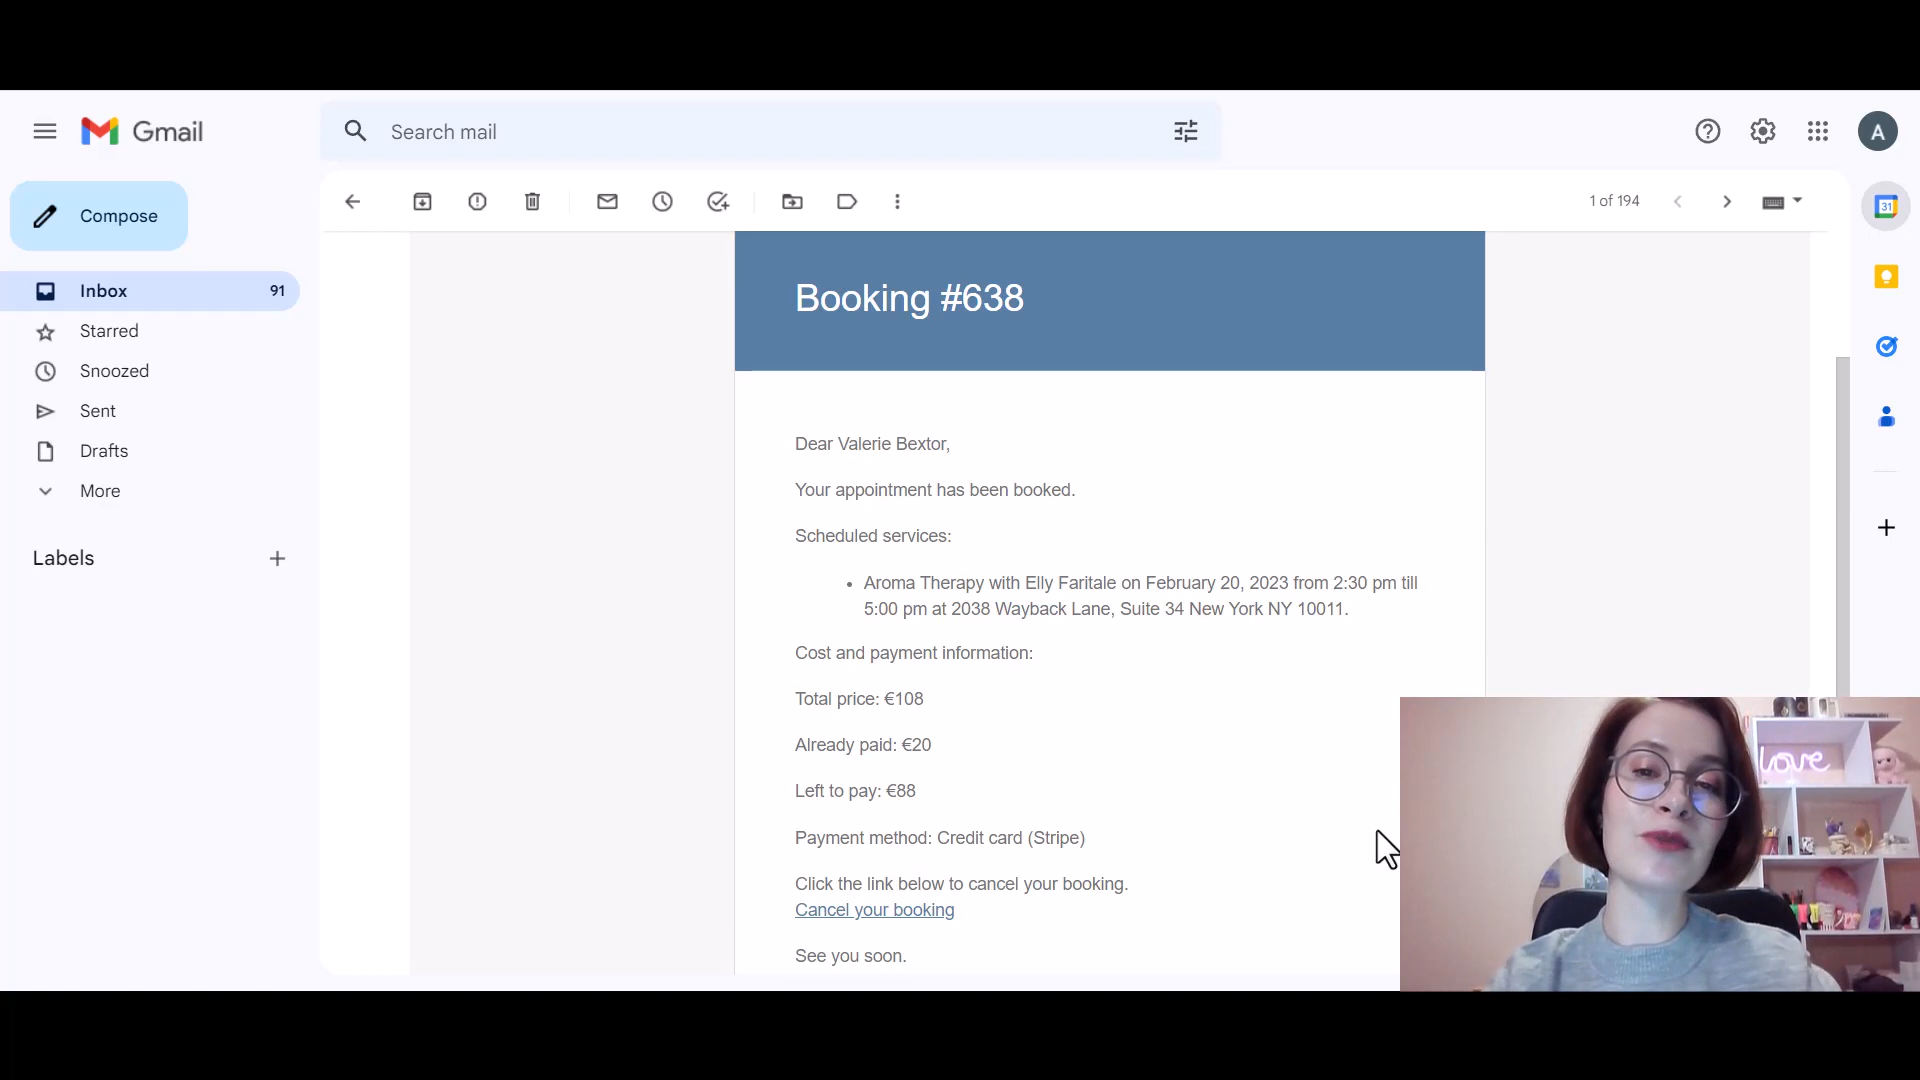 Gmail
Search mail
A
Compose
1 of 194
31
Inbox 91
Starred
Snoozed
Sent
Drafts
More
Labels
Booking #638
Dear Valerie Bextor,
Your appointment has been booked.
Scheduled services:
• Aroma Therapy with Elly Faritale on February 20, 2023 from 2:30 pm till
5:00 pm at 2038 Wayback Lane, Suite 34 New York NY 10011.
Cost and payment information:
Total price: €108
Already paid: €20
Left to pay: €88
Payment method: Credit card (Stripe)
Click the link below to cancel your booking.
Cancel your booking
See you soon.
love